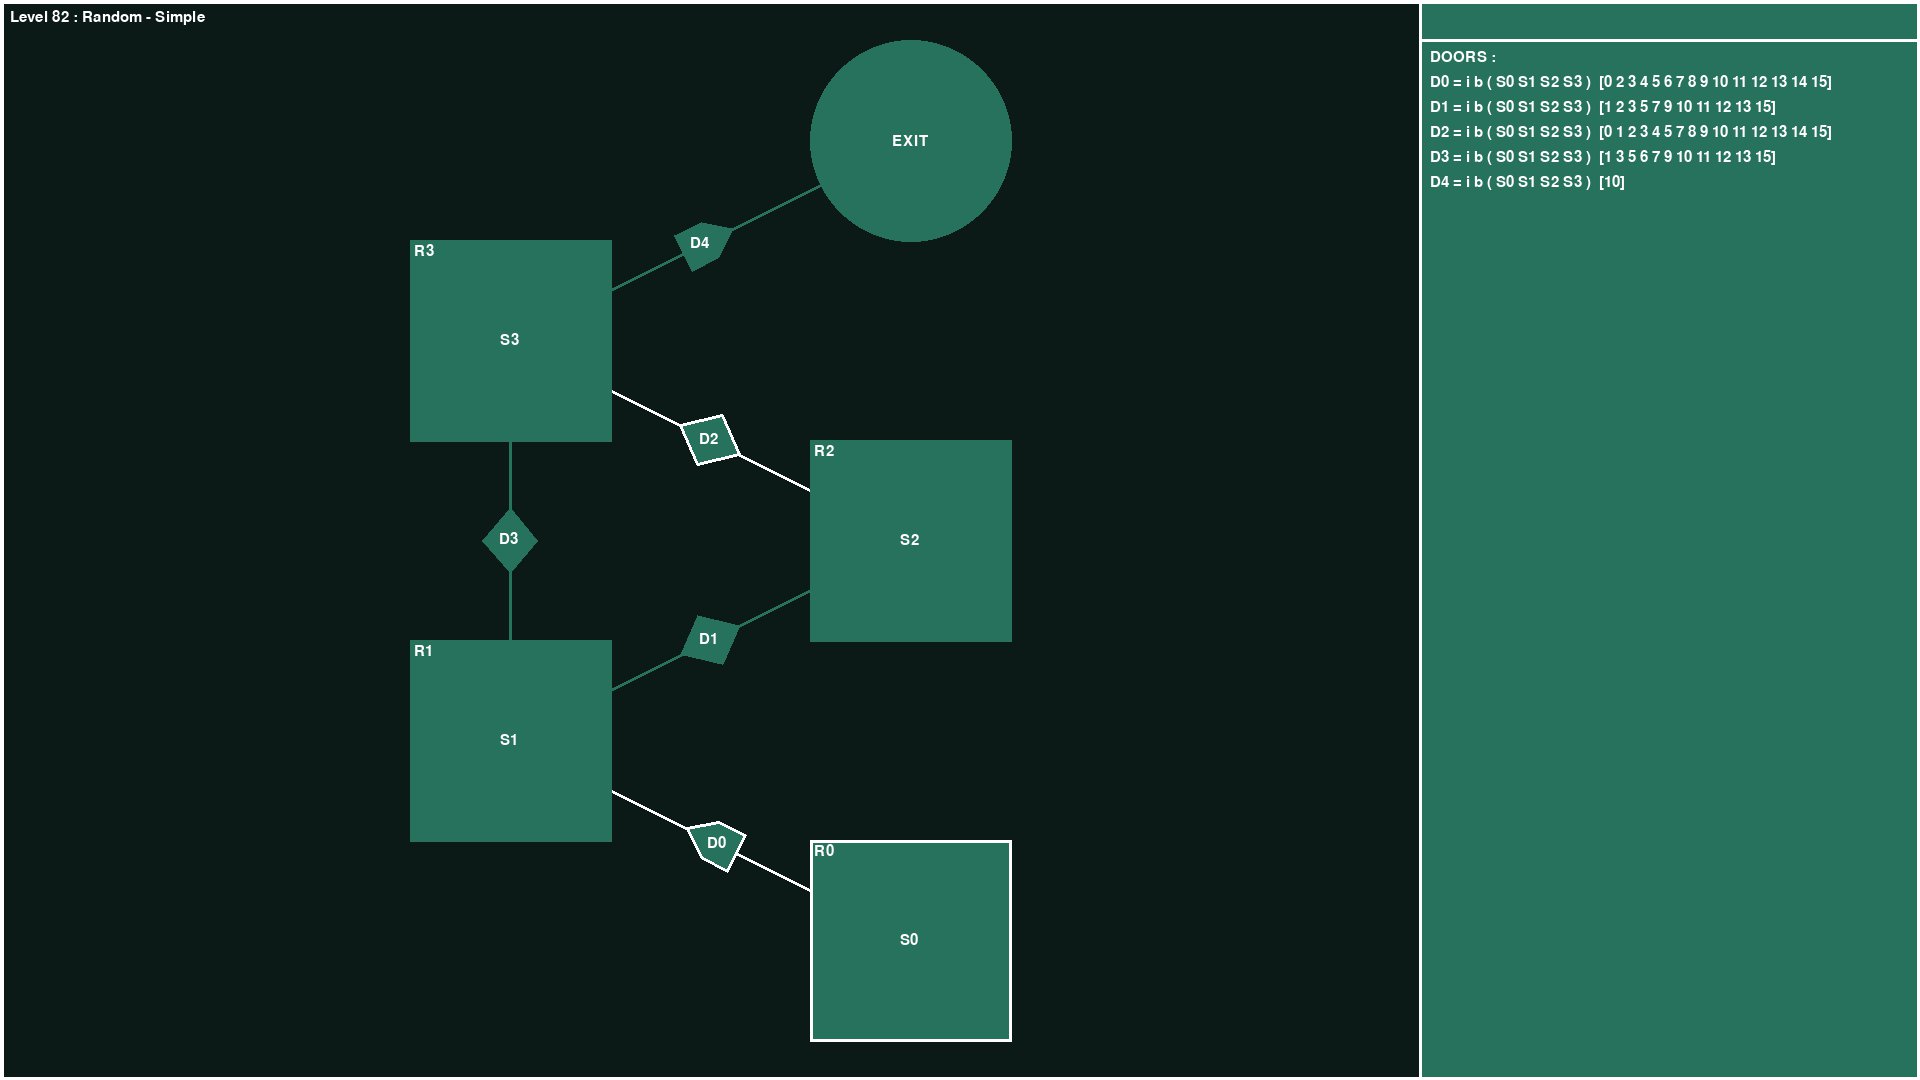 Level 82 : Random - Simple
EXIT
D4
R3
S3
D2
R2
S2
D3
D1
R1
S1
D0
R0
S0
DOORS :
D0 = i b ( S0 S1 S2 S3 ) [0 2 3 4 5 6 7 8 9 10 11 12 13 14 15]
D1 = i b ( S0 S1 S2 S3 ) [1 2 3 5 7 9 10 11 12 13 15]
D2 = i b ( S0 S1 S2 S3 ) [0 1 2 3 4 5 7 8 9 10 11 12 13 14 15]
D3 = i b ( S0 S1 S2 S3 ) [1 3 5 6 7 9 10 11 12 13 15]
D4 = i b ( S0 S1 S2 S3 ) [10]